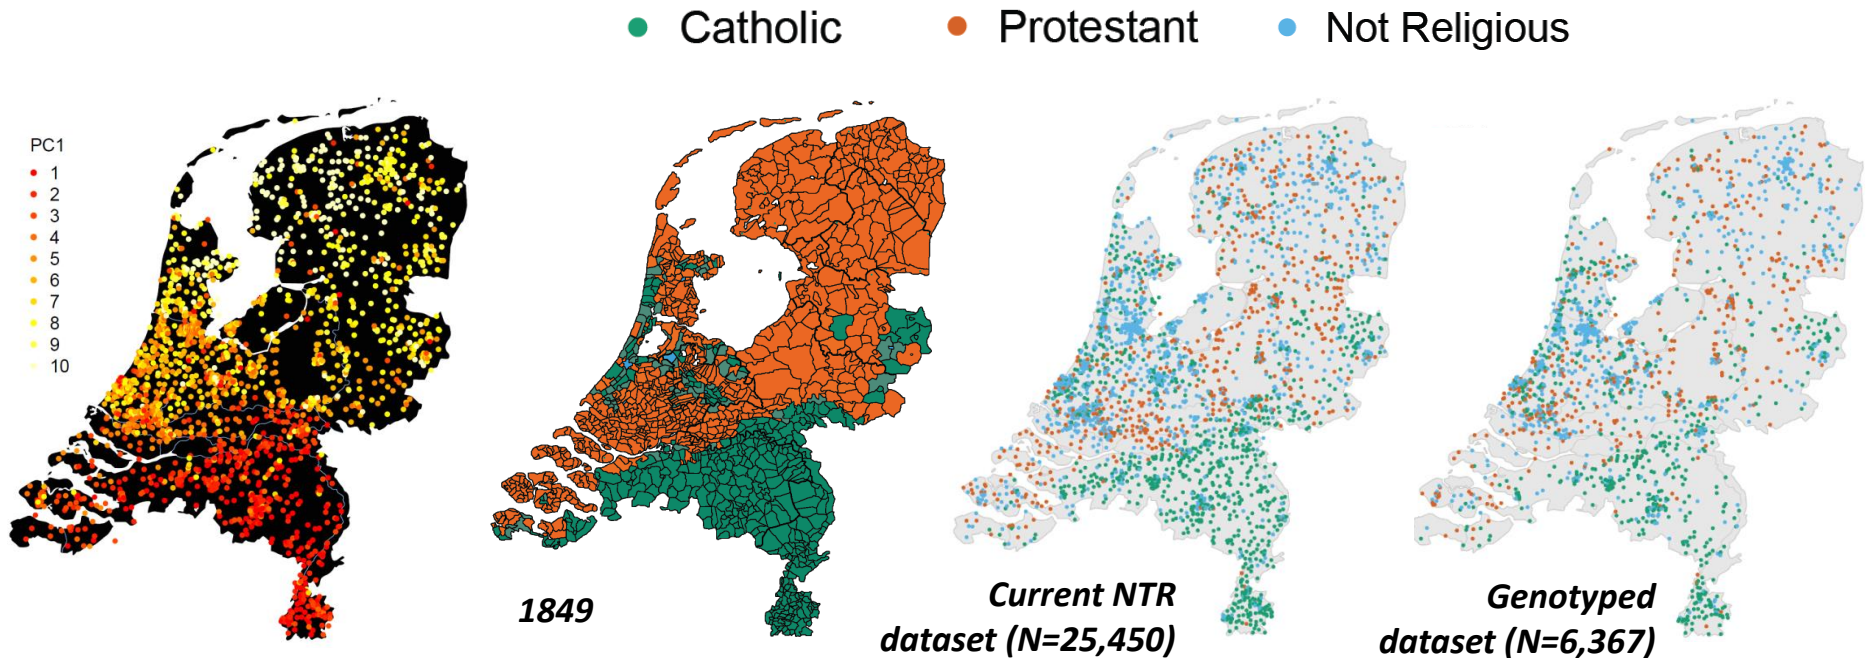 Catholic
Protestant
Not Religious
PC1
1
2
3
4
5
6
7
8
9
10
1849
Current NTR
dataset (N=25,450)
Genotyped
dataset (N=6,367)